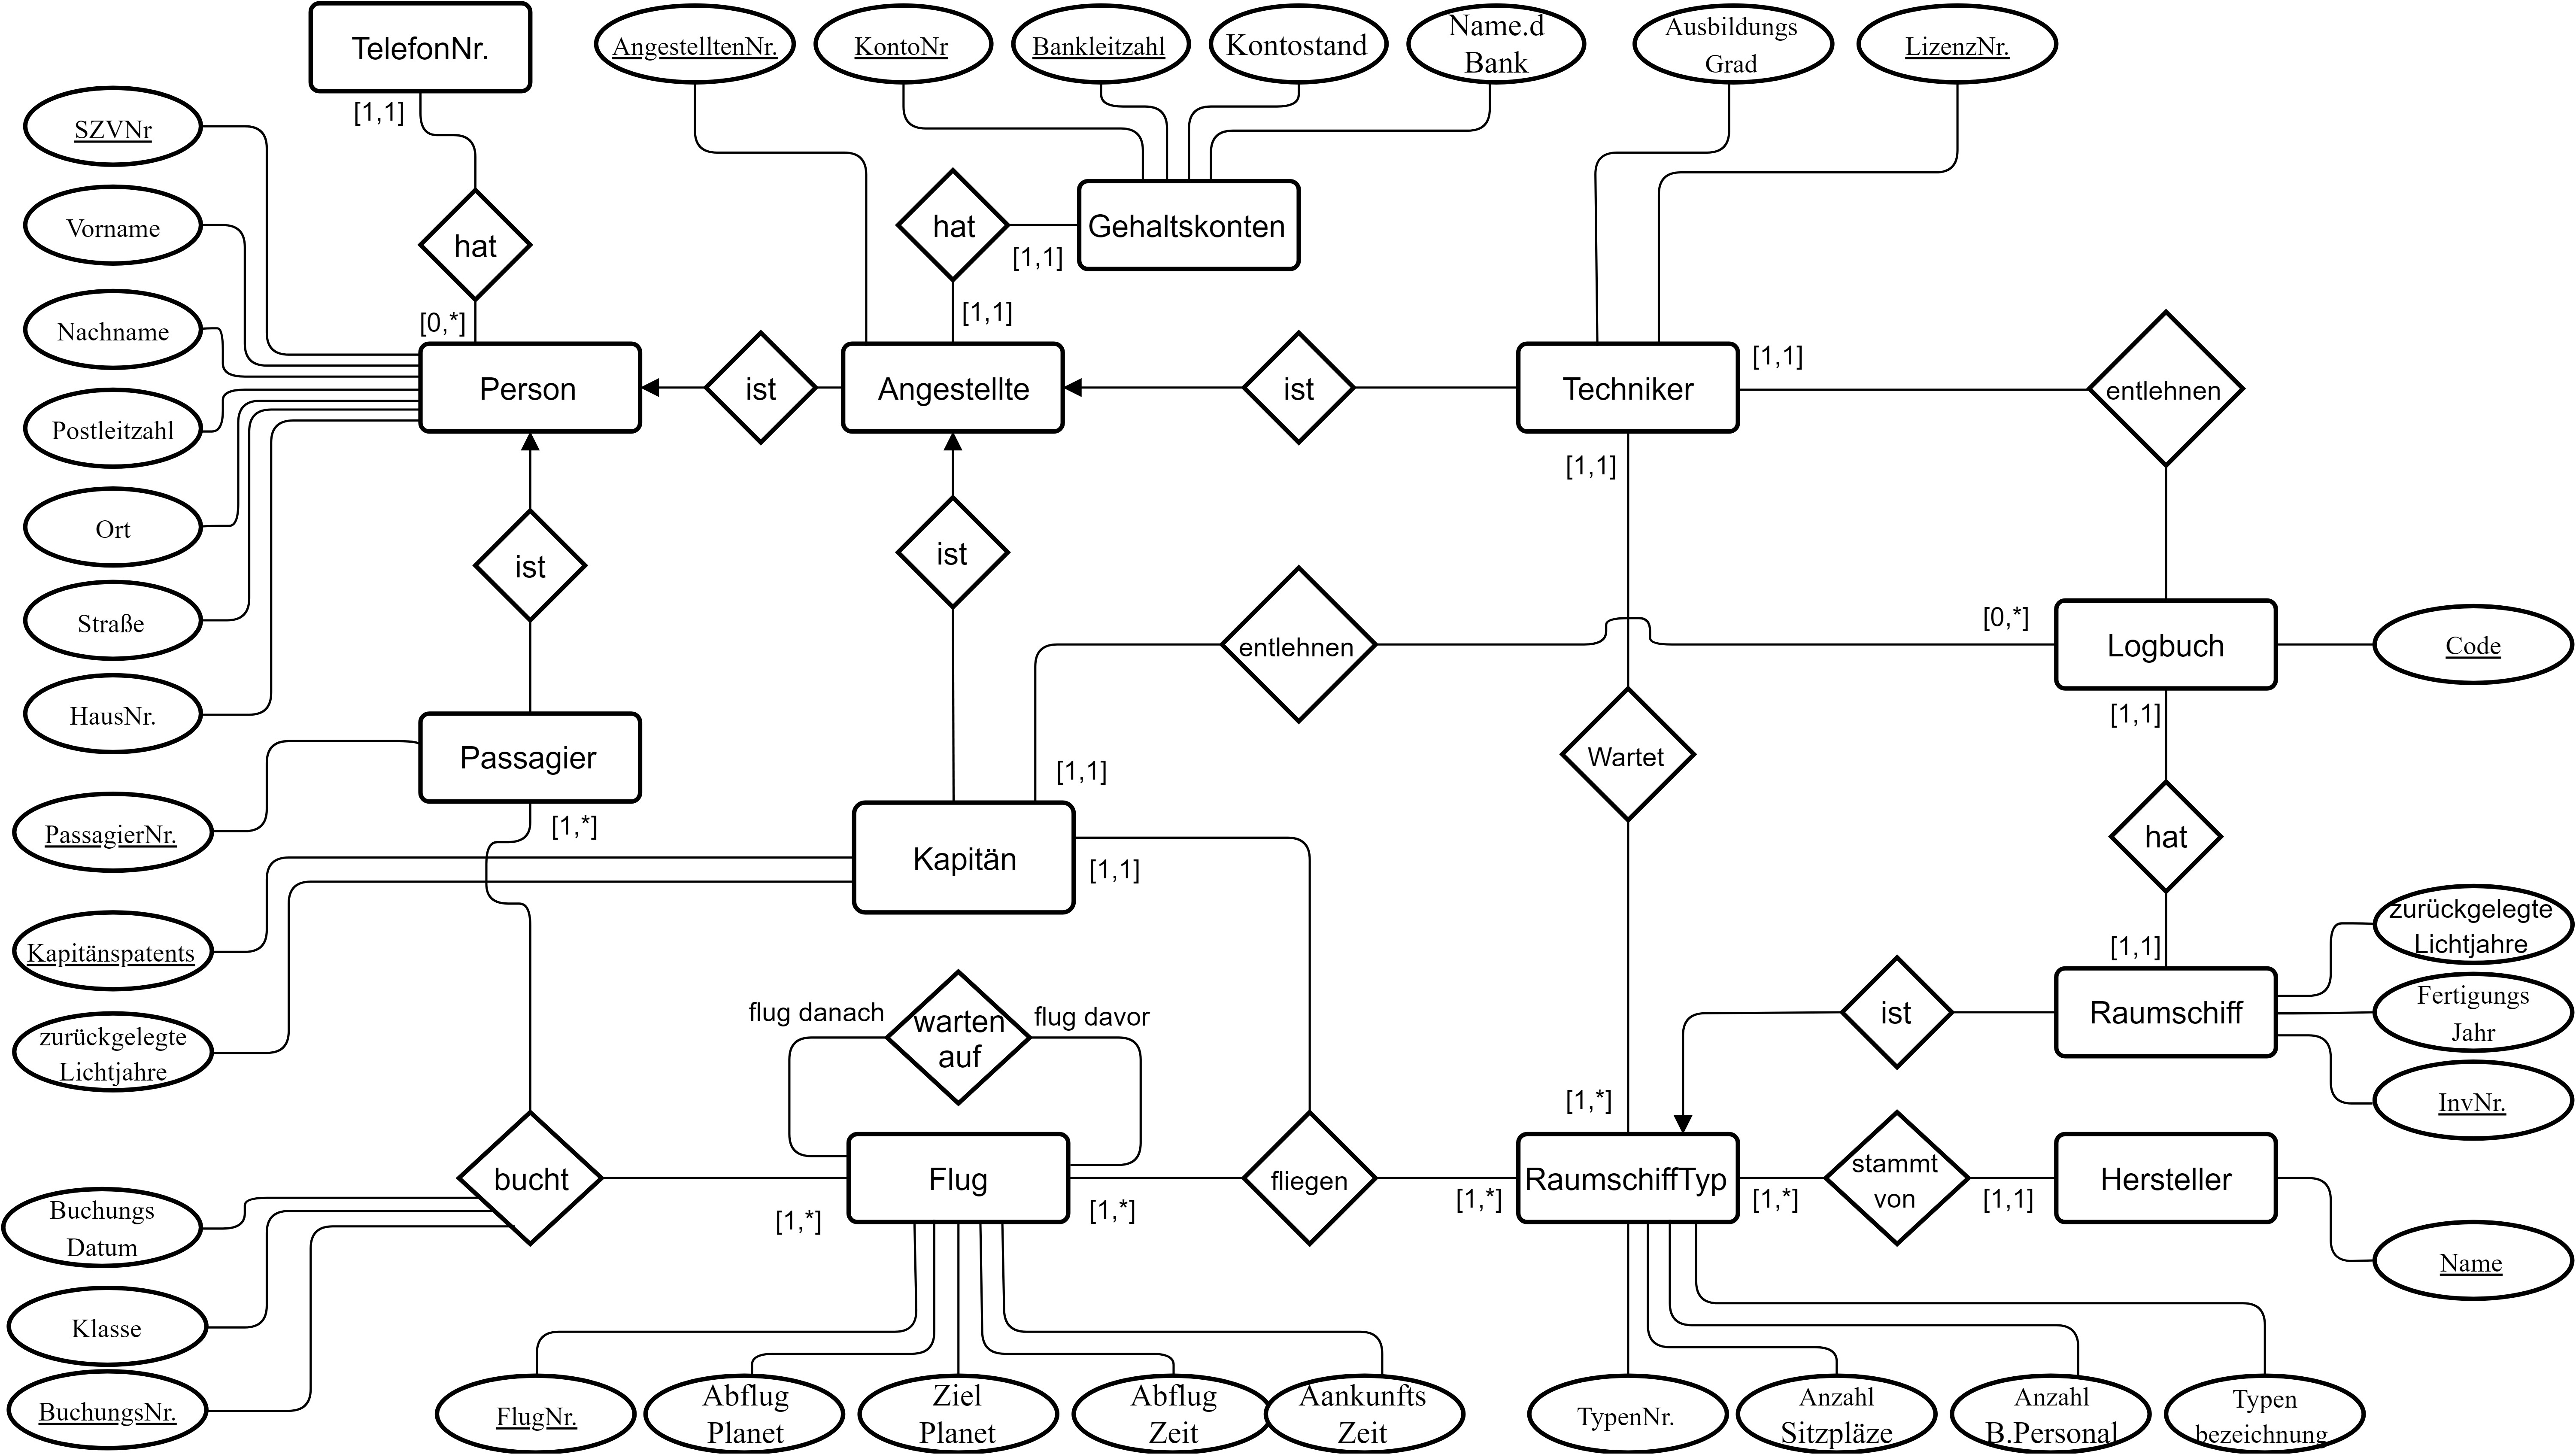 TelefonNr.
AngestelltenNr.
KontoNr
Bankleitzahl
Kontostand
Name.d
Bank
Ausbildungs
Grad
LizenzNr.
[1,1]
SZVNr
Vorname
hat
hat
Gehaltskonten
[1,1]
[1,1]
[0,*]
Nachname
Person
ist
Angestellte
ist
Techniker
[1,1]
entlehnen
Postleitzahl
[1,1]
Ort
ist
ist
Straße
entlehnen
[0,*]
Logbuch
Code
HausNr.
[1,1]
Passagier
Wartet
[1,1]
PassagierNr.
[1,*]
Kapitän
[1,1]
hat
zurückgelegte
Lichtjahre
Kapitänspatents
[1,1]
flug danach
warten
auf
flug davor
ist
Raumschiff
Fertigungs
Jahr
zurückgelegte
Lichtjahre
[1,*]
InvNr.
bucht
Flug
fliegen
RaumschiffTyp
stammt
von
Hersteller
[1,*]
[1,*]
[1,*]
[1,*]
[1,1]
Buchungs
Datum
Name
Klasse
BuchungsNr.
FlugNr.
Abflug
Planet
Ziel
Planet
Abflug
Zeit
Aankunfts
Zeit
TypenNr.
Anzahl
Sitzpläze
Anzahl
B.Personal
Typen
bezeichnung